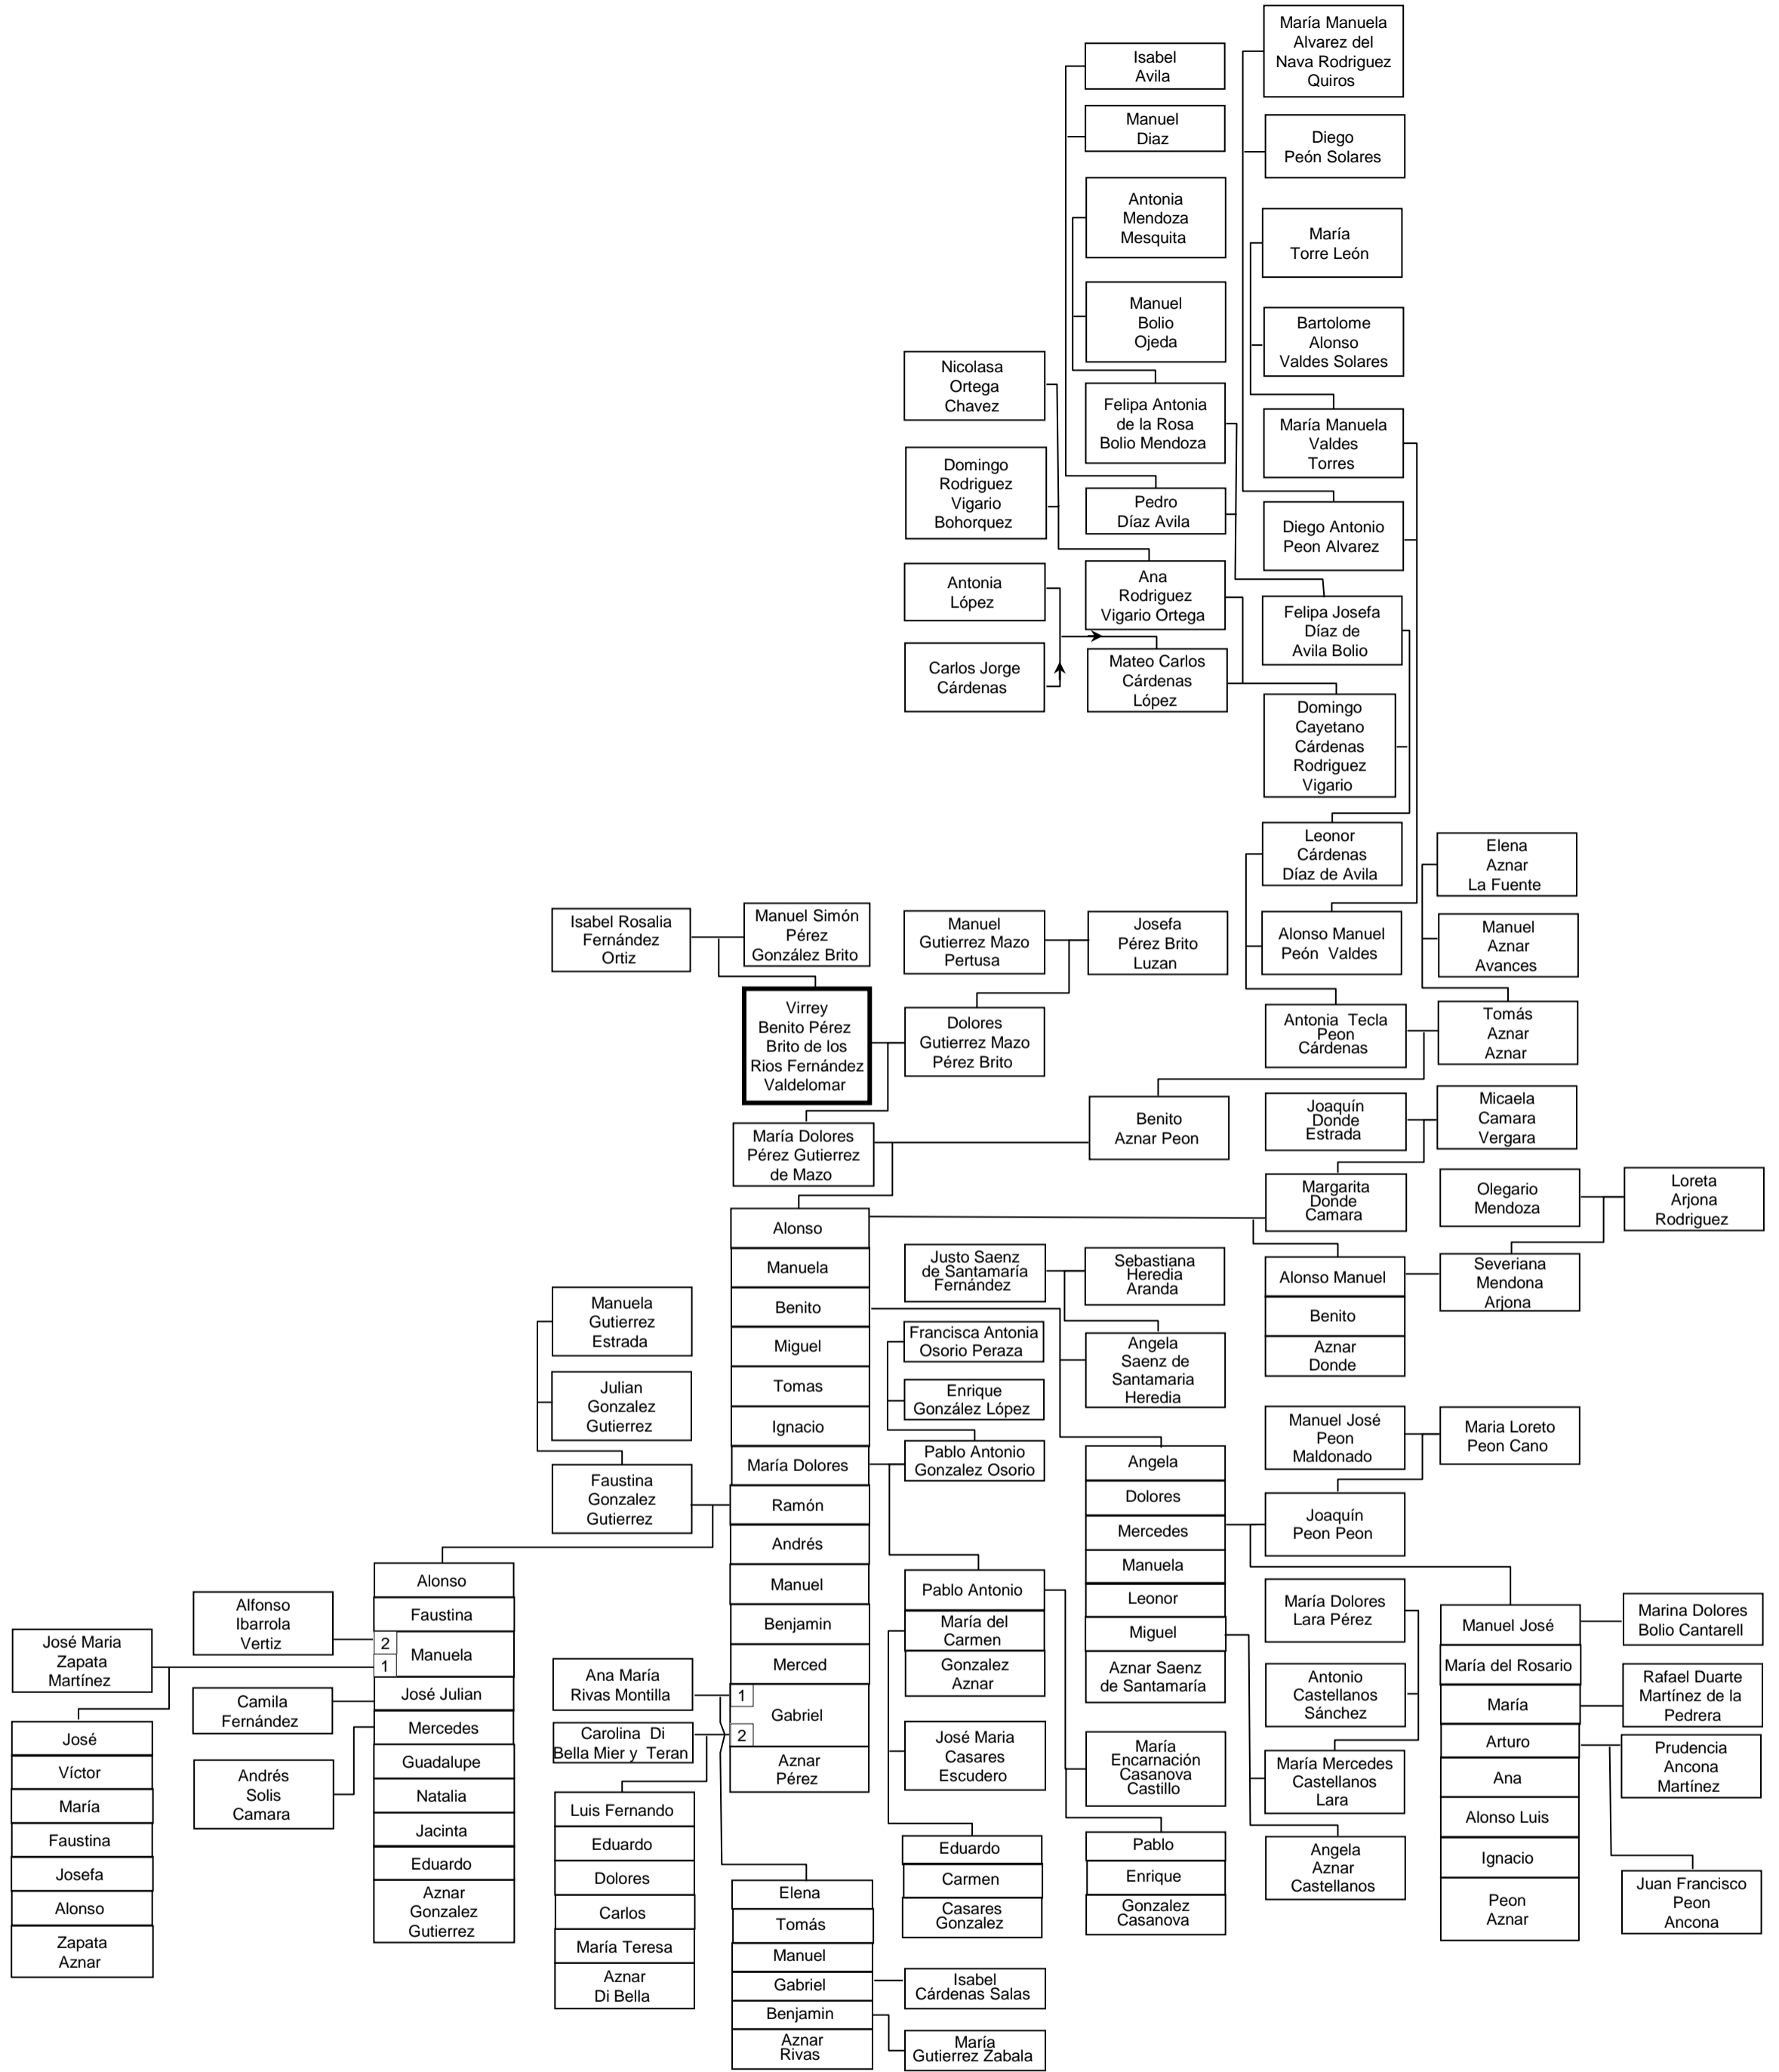 María Manuela
Alvarez del
Nava Rodriguez
Quiros
Isabel
Avila
Manuel
Diaz
Diego
Peón Solares
Antonia
Mendoza
Mesquita
María
Torre León
Manuel
Bolio
Ojeda
Bartolome
Alonso
Valdes Solares
Nicolasa
Ortega
Chavez
Felipa Antonia
de la Rosa
Bolio Mendoza
María Manuela
Valdes
Torres
Domingo
Rodriguez
Vigario
Bohorquez
Pedro
Díaz Avila
Diego Antonio
Peon Alvarez
Antonia
López
Ana
Rodriguez
Vigario Ortega
Felipa Josefa
Díaz de
Avila Bolio
Carlos Jorge
Cárdenas
Mateo Carlos
Cárdenas
López
Domingo
Cayetano
Cárdenas
Rodriguez
Vigario
Leonor
Cárdenas
Díaz de Avila
Elena
Aznar
La Fuente
Isabel Rosalia
Fernández
Ortiz
Manuel Simón
Pérez
González Brito
Manuel
Gutierrez Mazo
Pertusa
Josefa
Pérez Brito
Luzan
Alonso Manuel
Peón Valdes
Manuel
Aznar
Avances
Virrey
Benito Pérez
Brito de los
Rios Fernández
Valdelomar
Dolores
Gutierrez Mazo
Pérez Brito
Antonia Tecla
Peon
Cárdenas
Tomás
Aznar
Aznar
María Dolores
Pérez Gutierrez
de Mazo
Benito
Aznar Peon
Joaquín
Donde
Estrada
Micaela
Camara
Vergara
Margarita
Donde
Camara
Olegario
Mendoza
Loreta
Arjona
Rodriguez
Alonso
Manuela
Benito
Miguel
Tomas
Ignacio
María Dolores
Ramón
Andrés
Manuel
Benjamin
Merced
1
Gabriel
2
Aznar
Pérez
Justo Saenz
de Santamaría
Fernández
Sebastiana
Heredia
Aranda
Alonso Manuel
Benito
Aznar
Donde
Severiana
Mendona
Arjona
Manuela
Gutierrez
Estrada
Julian
Gonzalez
Gutierrez
Faustina
Gonzalez
Gutierrez
Francisca Antonia
Osorio Peraza
Enrique
González López
Pablo Antonio
Gonzalez Osorio
Angela
Saenz de
Santamaria
Heredia
Manuel José
Peon
Maldonado
Maria Loreto
Peon Cano
Joaquín
Peon Peon
Angela
Dolores
Mercedes
Manuela
Leonor
Miguel
Aznar Saenz
de Santamaría
Alfonso
Ibarrola
Vertiz
José Maria
Zapata
Martínez
Camila
Fernández
Andrés
Solis
Camara
Alonso
Faustina
2
Manuela
1
José Julian
Mercedes
Guadalupe
Natalia
Jacinta
Eduardo
Aznar
Gonzalez
Gutierrez
José
Víctor
María
Faustina
Josefa
Alonso
Zapata
Aznar
Ana María
Rivas Montilla
Carolina Di
Bella Mier y Teran
Luis Fernando
Eduardo
Dolores
Carlos
María Teresa
Aznar
Di Bella
Pablo Antonio
María del
Carmen
Gonzalez
Aznar
José Maria
Casares
Escudero
María
Encarnación
Casanova
Castillo
Eduardo
Carmen
Casares
Gonzalez
Pablo
Enrique
Gonzalez
Casanova
María Dolores
Lara Pérez
Antonio
Castellanos
Sánchez
María Mercedes
Castellanos
Lara
Angela
Aznar
Castellanos
Manuel José
María del Rosario
María
Arturo
Ana
Alonso Luis
Ignacio
Peon
Aznar
Marina Dolores
Bolio Cantarell
Rafael Duarte
Martínez de la
Pedrera
Prudencia
Ancona
Martínez
Juan Francisco
Peon
Ancona
Elena
Tomás
Manuel
Gabriel
Benjamin
Aznar
Rivas
Isabel
Cárdenas Salas
María
Gutierrez Zabala